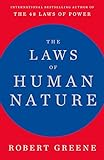 INTERNATIONAL BESTSELLING AUTHOR OF
THE 48 LAWS OF POWER
THE
LAWS OF
HUMAN
NATURE
ROBERT
GREENE